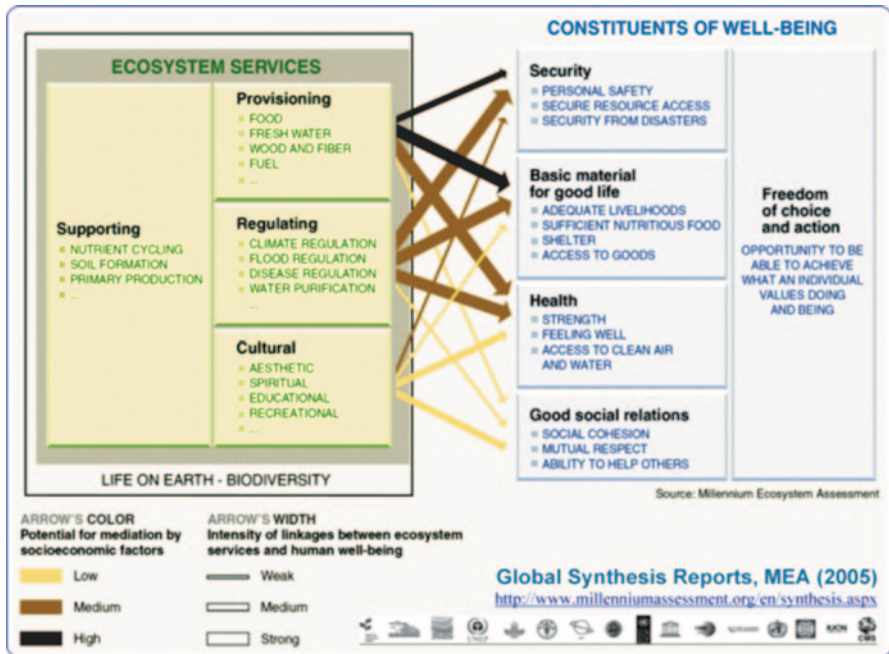 CONSTITUENTS OF WELL-BEING
ECOSYSTEM SERVICES
Supporting
NUTRIENT CYCLING
SOIL FORMATION
PRIMARY PRODUCTION
...
Provisioning
FOOD
FRESH WATER
WOOD AND FIBER
FUEL
...
Regulating
CLIMATE REGULATION
FLOOD REGULATION
DISEASE REGULATION
WATER PURIFICATION
...
Cultural
AESTHETIC
SPIRITUAL
EDUCATIONAL
RECREATIONAL
...
LIFE ON EARTH - BIODIVERSITY
Security
PERSONAL SAFETY
SECURE RESOURCE ACCESS
SECURITY FROM DISASTERS
Basic material
for good life
ADEQUATE LIVELIHOODS
SUFFICIENT NUTRITIOUS FOOD
SHELTER
ACCESS TO GOODS
Health
STRENGTH
FEELING WELL
ACCESS TO CLEAN AIR
AND WATER
Good social relations
SOCIAL COHESION
MUTUAL RESPECT
ABILITY TO HELP OTHERS
Freedom
of choice
and action
OPPORTUNITY TO BE
ABLE TO ACHIEVE
WHAT AN INDIVIDUAL
VALUES DOING
AND BEING
Source: Millennium Ecosystem Assessment
ARROW'S COLOR
Potential for mediation by
socioeconomic factors
Low
Medium
High
ARROW'S WIDTH
Intensity of linkages between ecosystem
services and human well-being
Weak
Medium
Strong
Global Synthesis Reports, MEA (2005)
http://www.millenniumassessment.org/en/synthesis.aspx
UNEP
IUCN
CMS